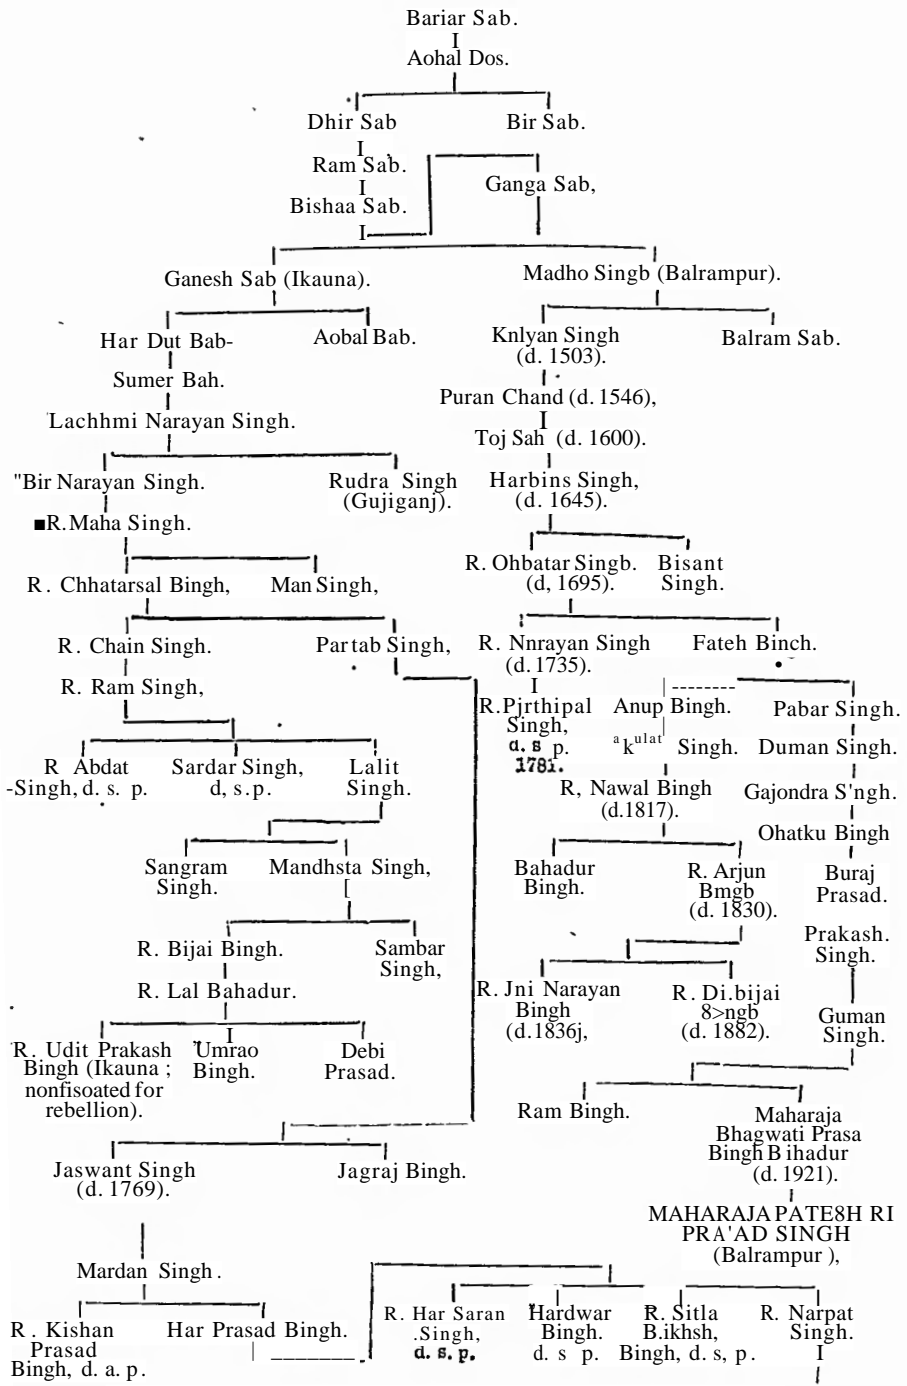 Bariar Sab.
I
Aohal Dos.
Dhir Sab
Bir Sab.
I
Ram Sab.
Ganga Sab,
I
Bishaa Sab.
I
Ganesh Sab (Ikauna).
Madho Singb (Balrampur).
Har Dut Bab-
Aobal Bab.
Knlyan Singh
(d. 1503).
Balram Sab.
Sumer Bah.
Puran Chand (d. 1546),
I
'Lachhmi Narayan Singh.
Toj Sah (d. 1600).
"Bir Narayan Singh.
Rudra Singh
(Gujiganj).
Harbins Singh,
(d. 1645).
■R.Maha Singh.
R. Chhatarsal Bingh,
Man Singh,
R. Ohbatar Singb.
(d, 1695).
Bisant
Singh.
R. Chain Singh.
Partab Singh,
R. Nnrayan Singh
(d. 1735).
I
Fateh Binch.
R. Ram Singh,
R.Pjrthipal
Singh,
d. s p.
1781.
Anup Bingh.
Pabar Singh.
akulat Singh.
Duman Singh.
R Abdat
-Singh, d. s. p.
Sardar Singh,
d, s.p.
Lalit
Singh.
R, Nawal Bingh
(d.1817).
Gajondra S'ngh.
Ohatku Bingh
Sangram
Singh.
Mandhsta Singh,
[
Bahadur
Bingh.
R. Arjun
Bmgb
(d. 1830).
Buraj
Prasad.
R. Bijai Bingh.
Sambar
Singh,
Prakash.
Singh.
R. Lal Bahadur.
R. Jni Narayan
Bingh
(d.1836j,
R. Di.bijai
8>ngb
(d. 1882).
Guman
Singh.
I
R. Udit Prakash
Bingh (Ikauna ;
nonfisoated for
rebellion).
"Umrao
Bingh.
Debi
Prasad.
Ram Bingh.
Maharaja
Bhagwati Prasa
Bingh B ihadur
(d. 1921).
Jaswant Singh
(d. 1769).
Jagraj Bingh.
MAHARAJA PATE8H RI
PRA'AD SINGH
(Balrampur ),
Mardan Singh.
R. Kishan
Prasad
Bingh, d. a. p.
Har Prasad Bingh.
R. Har Saran
.Singh,
d. s. p.
Hardwar
Bingh.
d. s p.
R. Sitla
B.ikhsh,
Bingh, d. s, p.
R. Narpat
Singh.
I